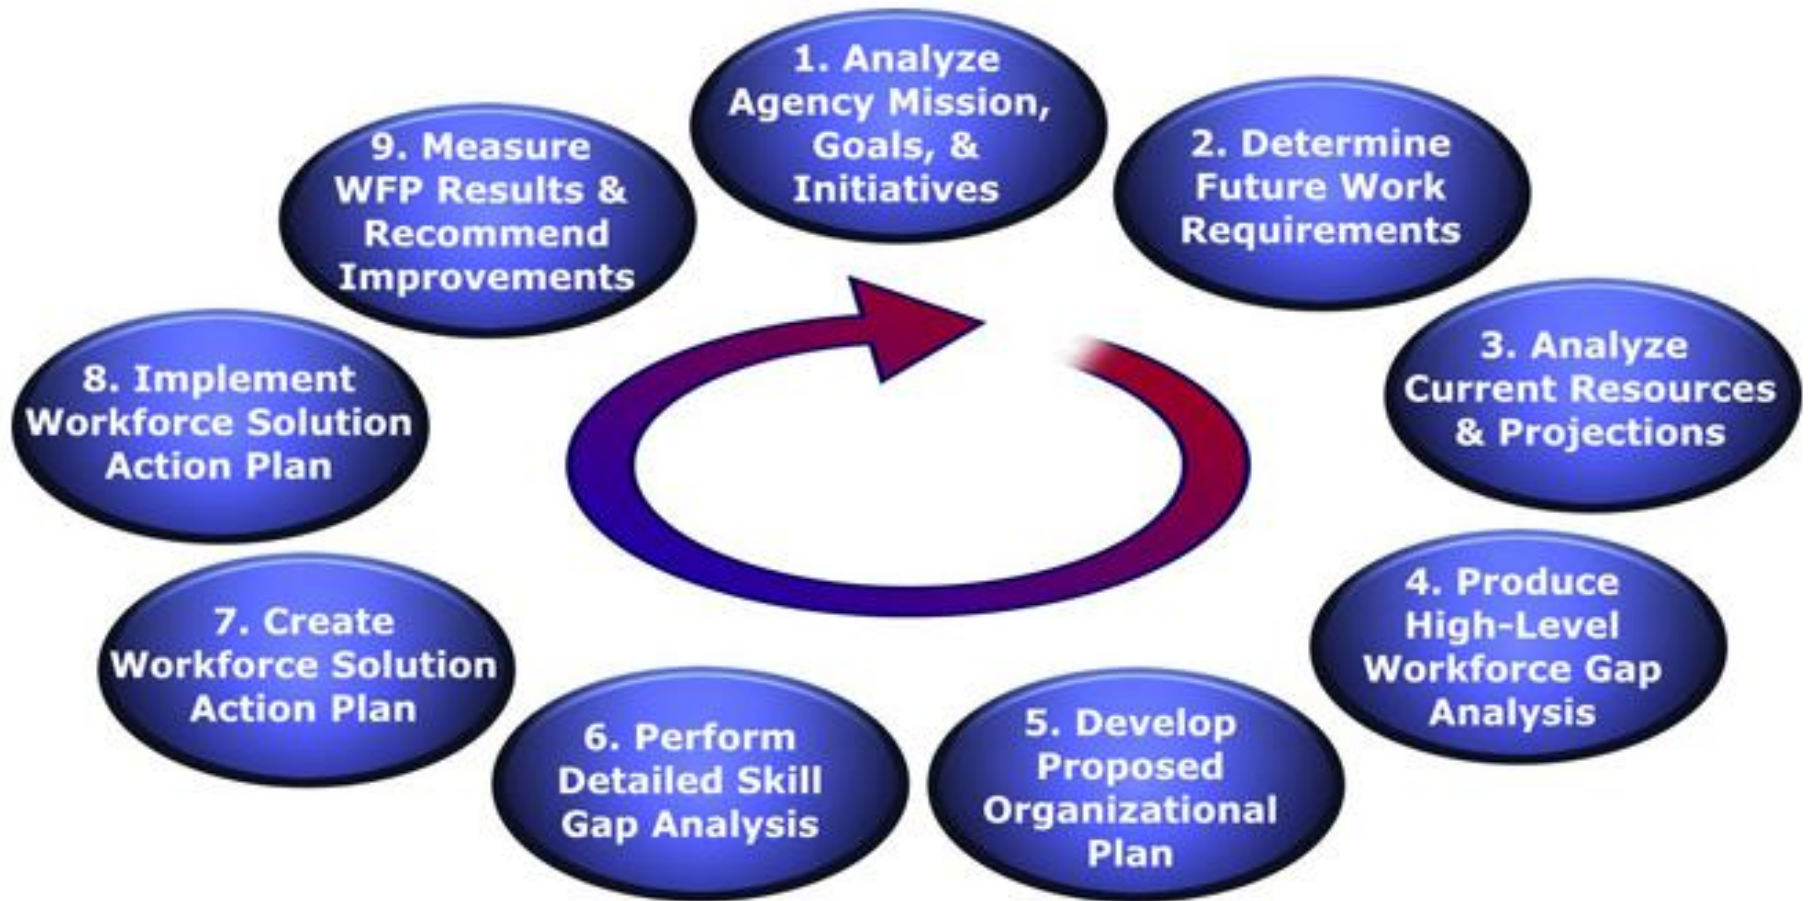 1. Analyze
Agency Mission,
Goals, &
Initiatives
2. Determine
Future Work
Requirements
3. Analyze
Current Resources
& Projections
4. Produce
High-Level
Workforce Gap
Analysis
5. Develop
Proposed
Organizational
Plan
6. Perform
Detailed Skill
Gap Analysis
7. Create
Workforce Solution
Action Plan
8. Implement
Workforce Solution
Action Plan
9. Measure
WFP Results &
Recommend
Improvements